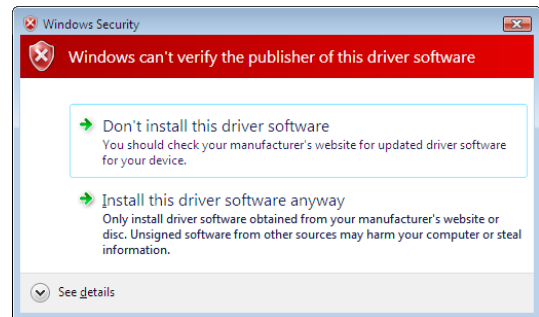 Windows Security
Windows can't verify the publisher of this driver software
Don't install this driver software
You should check your manufacturer's website for updated driver software
for your device.
Install this driver software anyway
Only install driver software obtained from your manufacturer's website or
disc. Unsigned software from other sources may harm your computer or steal
information.
See details